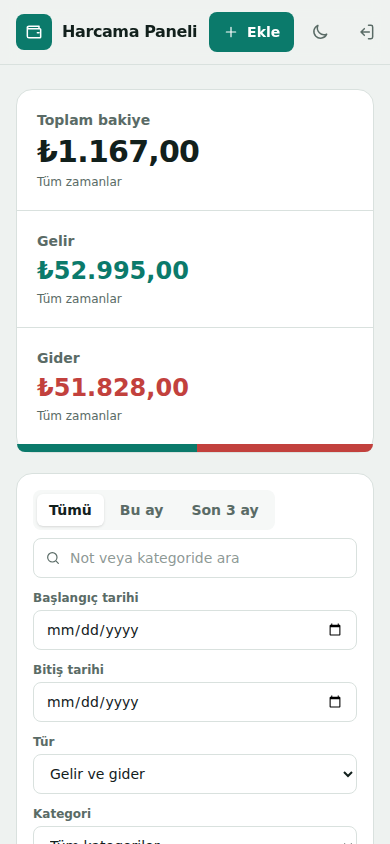 Harcama Paneli
Ekle
Toplam bakiye
₺1.167,00
Tüm zamanlar
Gelir
₺52.995,00
Tüm zamanlar
Gider
₺51.828,00
Tüm zamanlar
Tümü Bu ay Son 3 ay
Not veya kategoride ara
Başlangıç tarihi
mm/dd/yyyy
Bitiş tarihi
mm/dd/yyyy
Tür
Gelir ve gider
Kategori
Tüm kategoriler